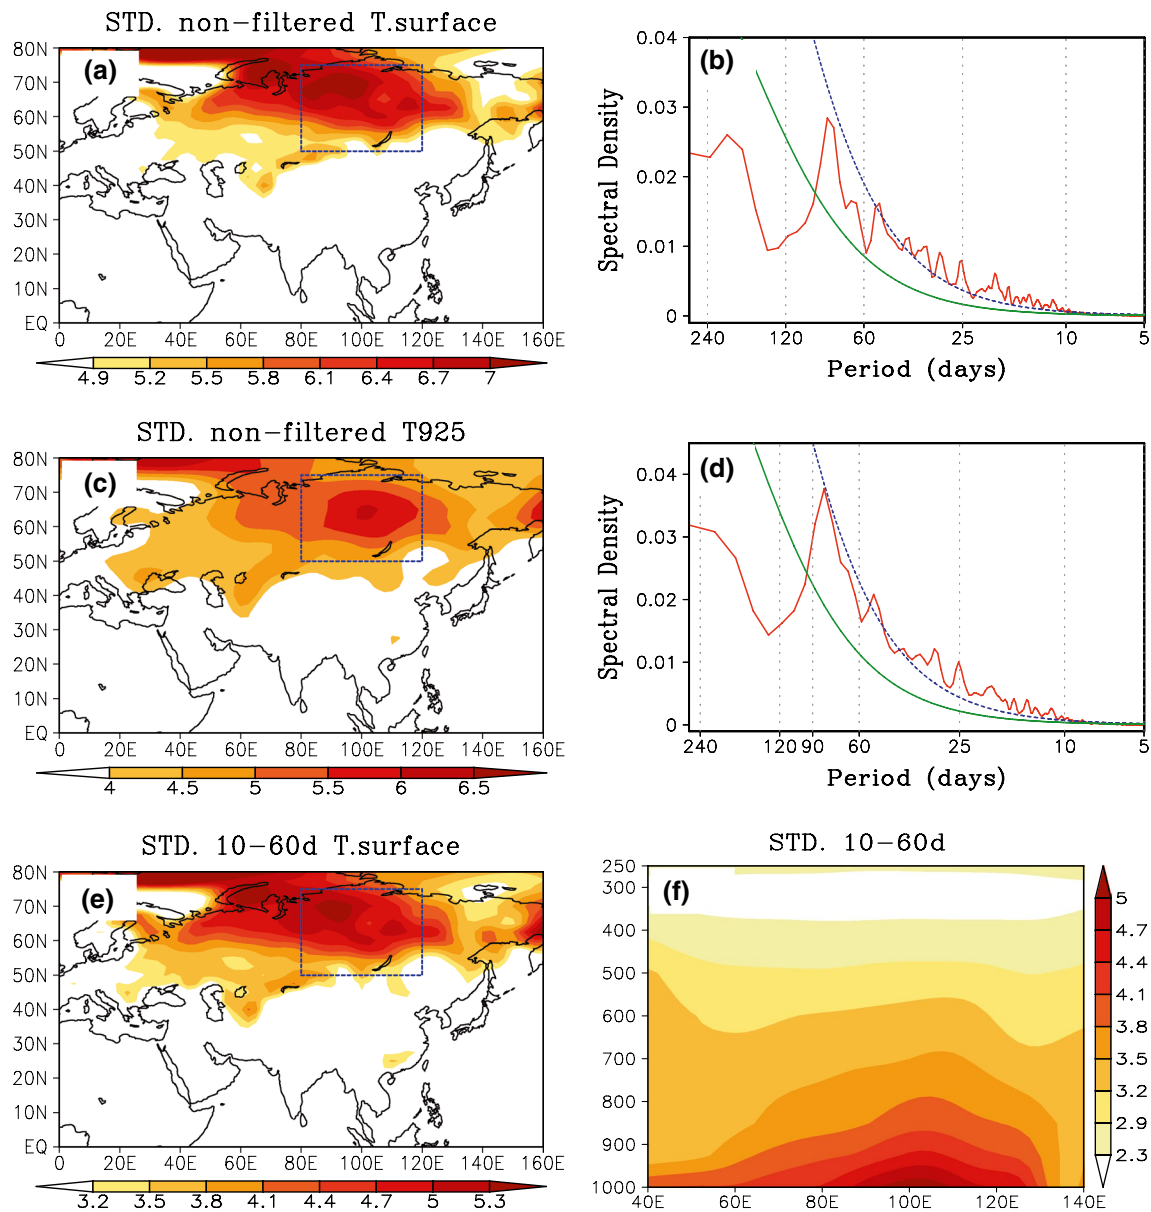 STD. non-filtered T.surface
(a)
80N
70N
60N
50N
40N
30N
20N
10N
EQ
0 20E 40E 60E 80E 100E 120E 140E 160E
4.9 5.2 5.5 5.8 6.1 6.4 6.7 7
(b)
Spectral Density
0.04
0.03
0.02
0.01
0
240 120 60 25 10 5
Period (days)
STD. non-filtered T925
(c)
80N
70N
60N
50N
40N
30N
20N
10N
EQ
0 20E 40E 60E 80E 100E 120E 140E 160E
4 4.5 5 5.5 6 6.5
(d)
Spectral Density
0.04
0.03
0.02
0.01
0
240 120 90 60 25 10 5
Period (days)
STD. 10-60d T.surface
(e)
80N
70N
60N
50N
40N
30N
20N
10N
EQ
0 20E 40E 60E 80E 100E 120E 140E 160E
3.2 3.5 3.8 4.1 4.4 4.7 5 5.3
STD. 10-60d
(f)
250
300
400
500
600
700
800
900
1000
40E 60E 80E 100E 120E 140E
5
4.7
4.4
4.1
3.8
3.5
3.2
2.9
2.3